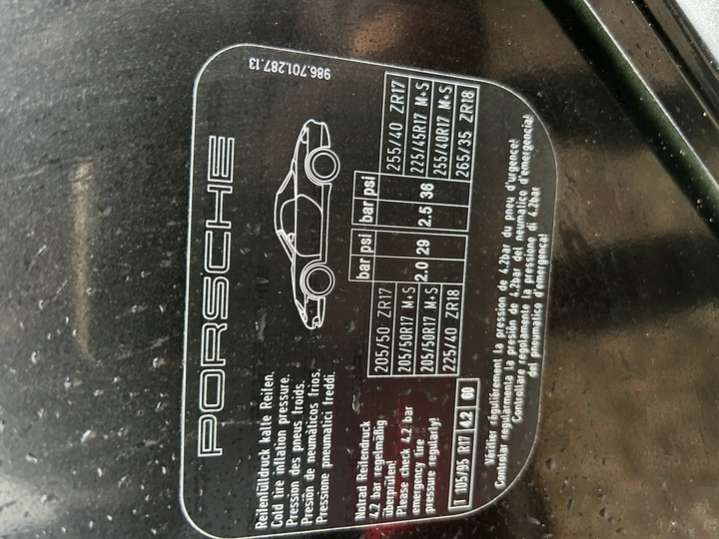 986.701.287.13
PORSCHE
Reifenfülldruck kalte Reifen.
Cold tire inflation pressure.
Pression des pneus froids.
Presión de neumáticos fríos.
Pressione pneumatici freddi.
bar psi bar psi
205/50 ZR17 255/40 ZR17
205/50R17 M+S 2.0 29 2.5 36 225/45R17 M+S
205/50R17 M+S 255/40R17 M+S
225/40 ZR18 265/35 ZR18
Notrad Reifendruck
4.2 bar regelmäßig
überprüfen!
Please check 4.2 bar
emergency tire
pressure regularly!
T 105/95 R17 4.2 60
Vérifier régulièrement la pression de 4.2bar du pneu d'urgence!
Controlar regularmenta la presión de 4.2bar del neumatico d'emergencia!
Controllare regolamente la pressione di 4.2bar
del pneumatico d'emergenca!